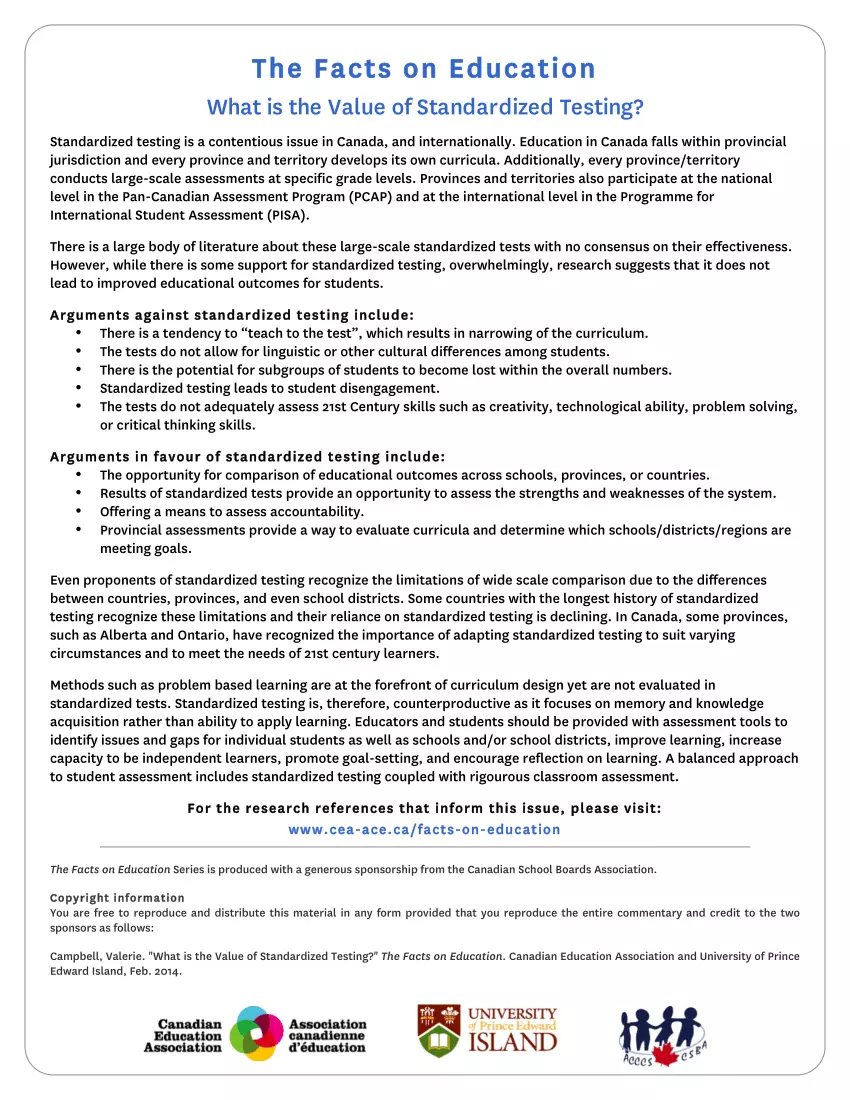 The Facts on Education
What is the Value of Standardized Testing?
Standardized testing is a contentious issue in Canada, and internationally. Education in Canada falls within provincial
jurisdiction and every province and territory develops its own curricula. Additionally, every province/territory
conducts large-scale assessments at specific grade levels. Provinces and territories also participate at the national
level in the Pan-Canadian Assessment Program (PCAP) and at the international level in the Programme for
International Student Assessment (PISA).
There is a large body of literature about these large-scale standardized tests with no consensus on their effectiveness.
However, while there is some support for standardized testing, overwhelmingly, research suggests that it does not
lead to improved educational outcomes for students.
Arguments against standardized testing include:
• There is a tendency to “teach to the test”, which results in narrowing of the curriculum.
• The tests do not allow for linguistic or other cultural differences among students.
• There is the potential for subgroups of students to become lost within the overall numbers.
• Standardized testing leads to student disengagement.
• The tests do not adequately assess 21st Century skills such as creativity, technological ability, problem solving,
or critical thinking skills.
Arguments in favour of standardized testing include:
• The opportunity for comparison of educational outcomes across schools, provinces, or countries.
• Results of standardized tests provide an opportunity to assess the strengths and weaknesses of the system.
• Offering a means to assess accountability.
• Provincial assessments provide a way to evaluate curricula and determine which schools/districts/regions are
meeting goals.
Even proponents of standardized testing recognize the limitations of wide scale comparison due to the differences
between countries, provinces, and even school districts. Some countries with the longest history of standardized
testing recognize these limitations and their reliance on standardized testing is declining. In Canada, some provinces,
such as Alberta and Ontario, have recognized the importance of adapting standardized testing to suit varying
circumstances and to meet the needs of 21st century learners.
Methods such as problem based learning are at the forefront of curriculum design yet are not evaluated in
standardized tests. Standardized testing is, therefore, counterproductive as it focuses on memory and knowledge
acquisition rather than ability to apply learning. Educators and students should be provided with assessment tools to
identify issues and gaps for individual students as well as schools and/or school districts, improve learning, increase
capacity to be independent learners, promote goal-setting, and encourage reflection on learning. A balanced approach
to student assessment includes standardized testing coupled with rigourous classroom assessment.
For the research references that inform this issue, please visit:
www.cea-ace.ca/facts-on-education
The Facts on Education Series is produced with a generous sponsorship from the Canadian School Boards Association.
Copyright information
You are free to reproduce and distribute this material in any form provided that you reproduce the entire commentary and credit to the two
sponsors as follows:
Campbell, Valerie. "What is the Value of Standardized Testing?" The Facts on Education. Canadian Education Association and University of Prince
Edward Island, Feb. 2014.
Canadian
Education
Association
Association
canadienne
d'éducation
UNIVERSITY
of Prince Edward
ISLAND
ACCCS CSBA